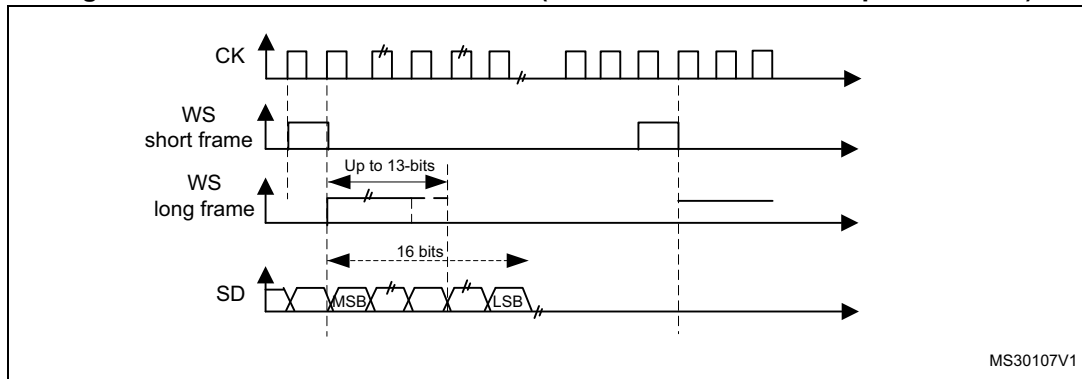 CK
WS
short frame
Up to 13-bits
WS
long frame
16 bits
SD
MSB
LSB
MS30107V1